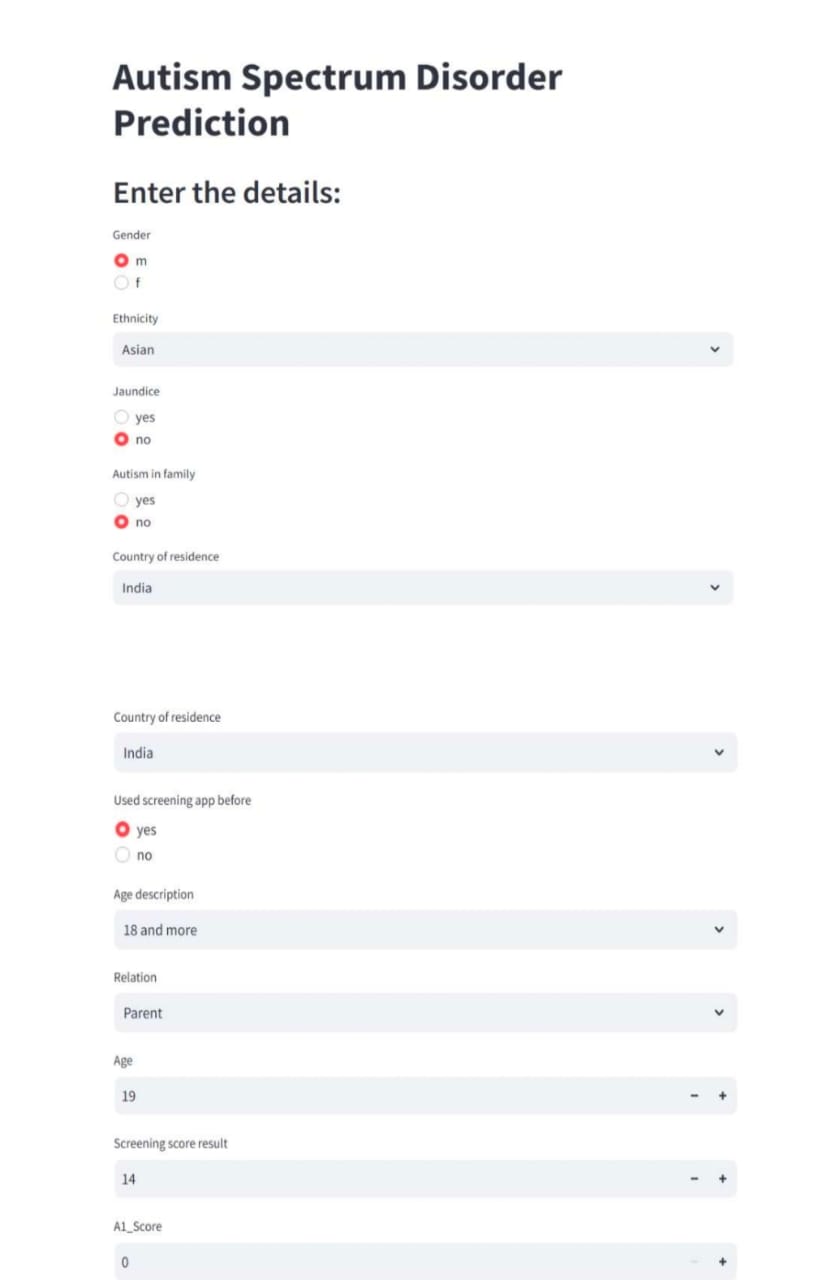 Autism Spectrum Disorder
Prediction
Enter the details:
Gender
m
f
Ethnicity
Asian
Jaundice
yes
no
Autism in family
yes
no
Country of residence
India
Country of residence
India
Used screening app before
yes
no
Age description
18 and more
Relation
Parent
Age
19
- +
Screening score result
14
- +
A1_Score
0
- +